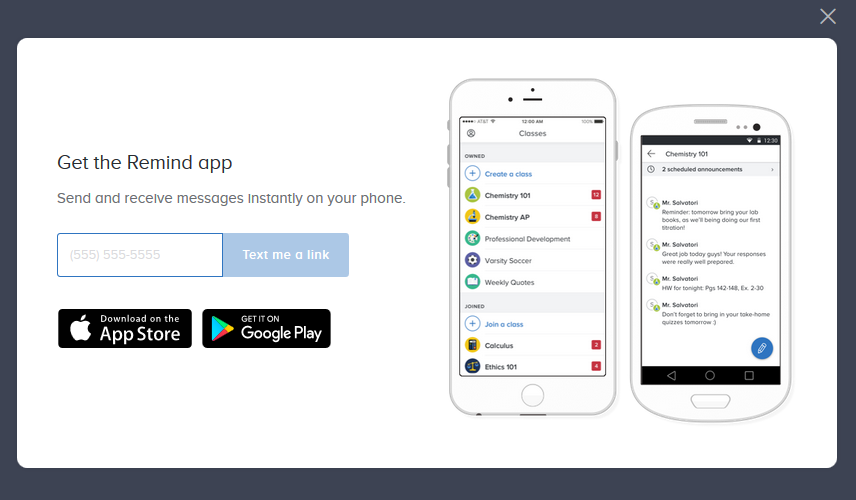 Get the Remind app
Send and receive messages instantly on your phone.
(555) 555-5555
Text me a link
Download on the
App Store
GET IT ON
Google Play
AT&T
12:00 AM
100%
Classes
OWNED
Create a class
Chemistry 101
12
Chemistry AP
8
Professional Development
Varsity Soccer
Weekly Quotes
JOINED
Join a class
Calculus
2
Ethics 101
4
12:30
Chemistry 101
2 scheduled announcements
S
Mr. Salvatori
Reminder: tomorrow bring your lab
books, as we'll being doing our first
titration!
S
Mr. Salvatori
Great job today guys! Your responses
were really well prepared.
S
Mr. Salvatori
HW for tonight: Pgs 142-148, Ex. 2-30
S
Mr. Salvatori
Don't forget to bring in your take-home
quizzes tomorrow :)